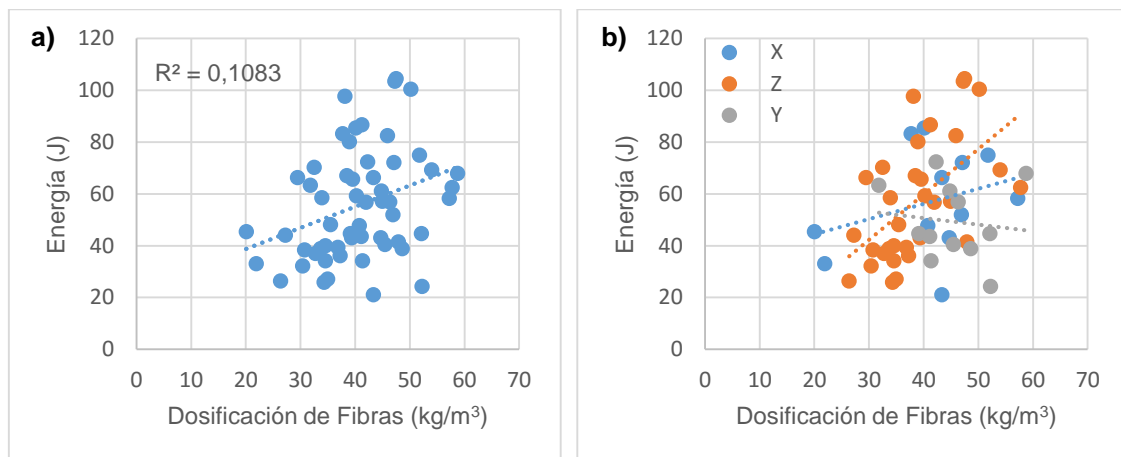 a)
R² = 0,1083
120
100
80
60
40
20
0
Energía (J)
0 10 20 30 40 50 60 70
Dosificación de Fibras (kg/m³)
b)
X
Z
Y
120
100
80
60
40
20
0
Energía (J)
0 10 20 30 40 50 60 70
Dosificación de Fibras (kg/m³)